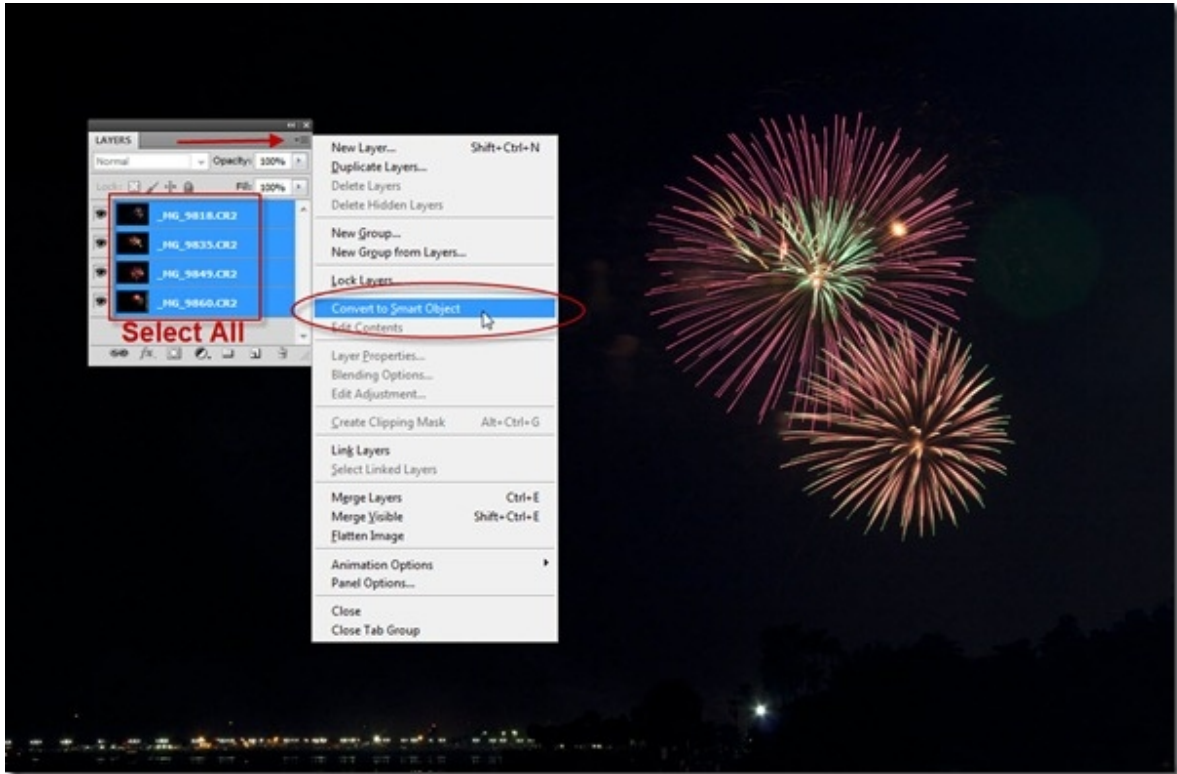 LAYERS
Normal
Opacity: 100%
Lock: Fill: 100%
_MG_9818.CR2
_MG_9835.CR2
_MG_9849.CR2
_MG_9860.CR2
Select All
fx.
New Layer... Shift+Ctrl+N
Duplicate Layers...
Delete Layers
Delete Hidden Layers
New Group...
New Group from Layers...
Lock Layers...
Convert to Smart Object
Edit Contents
Layer Properties...
Blending Options...
Edit Adjustment...
Create Clipping Mask Alt+Ctrl+G
Link Layers
Select Linked Layers
Merge Layers Ctrl+E
Merge Visible Shift+Ctrl+E
Flatten Image
Animation Options
Panel Options...
Close
Close Tab Group